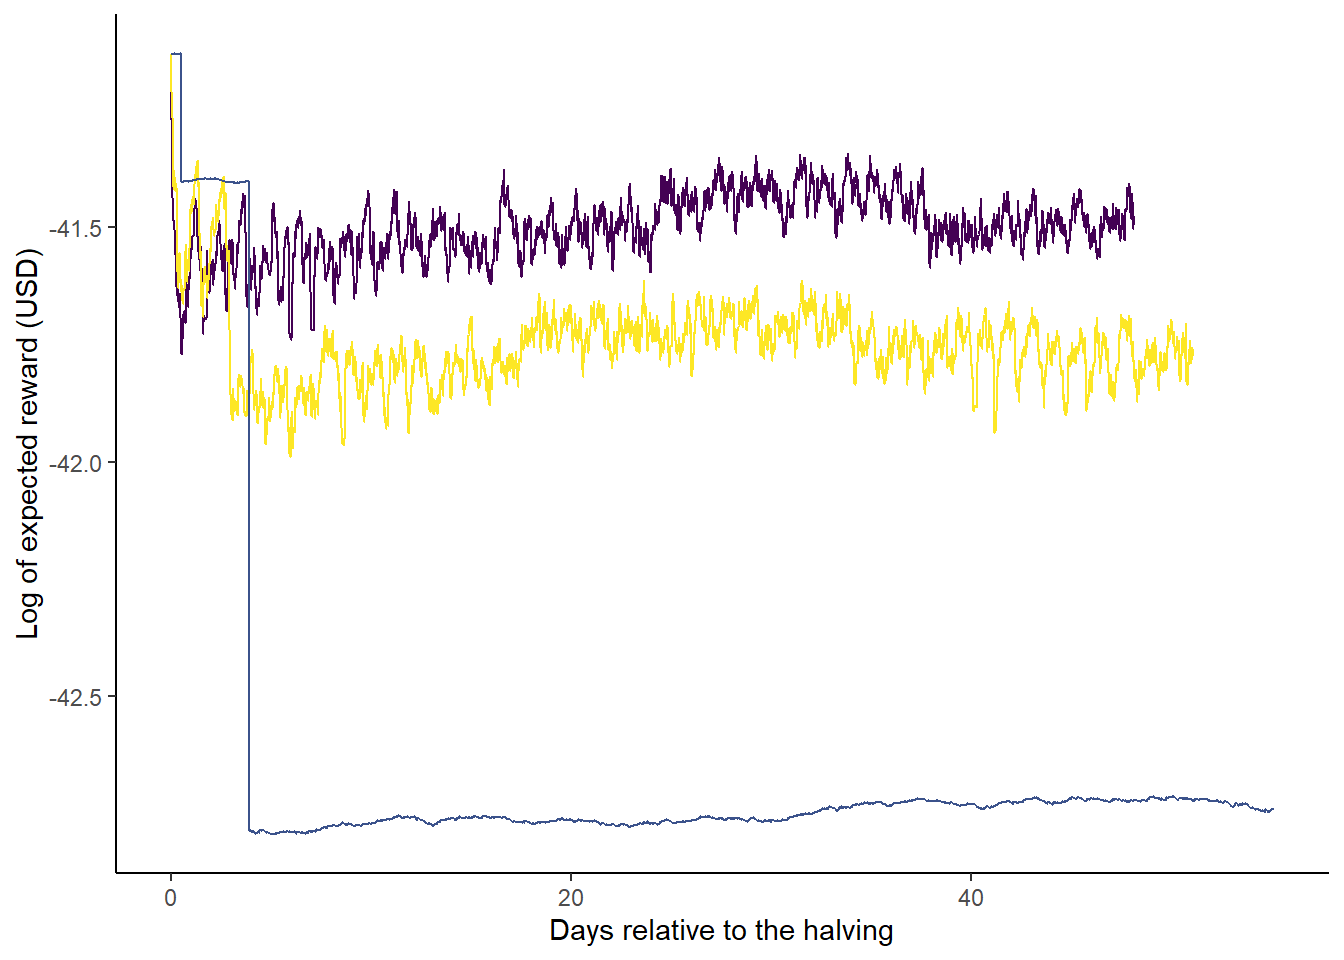 Log of expected reward (USD)
-41.5
-42.0
-42.5
0 20 40
Days relative to the halving